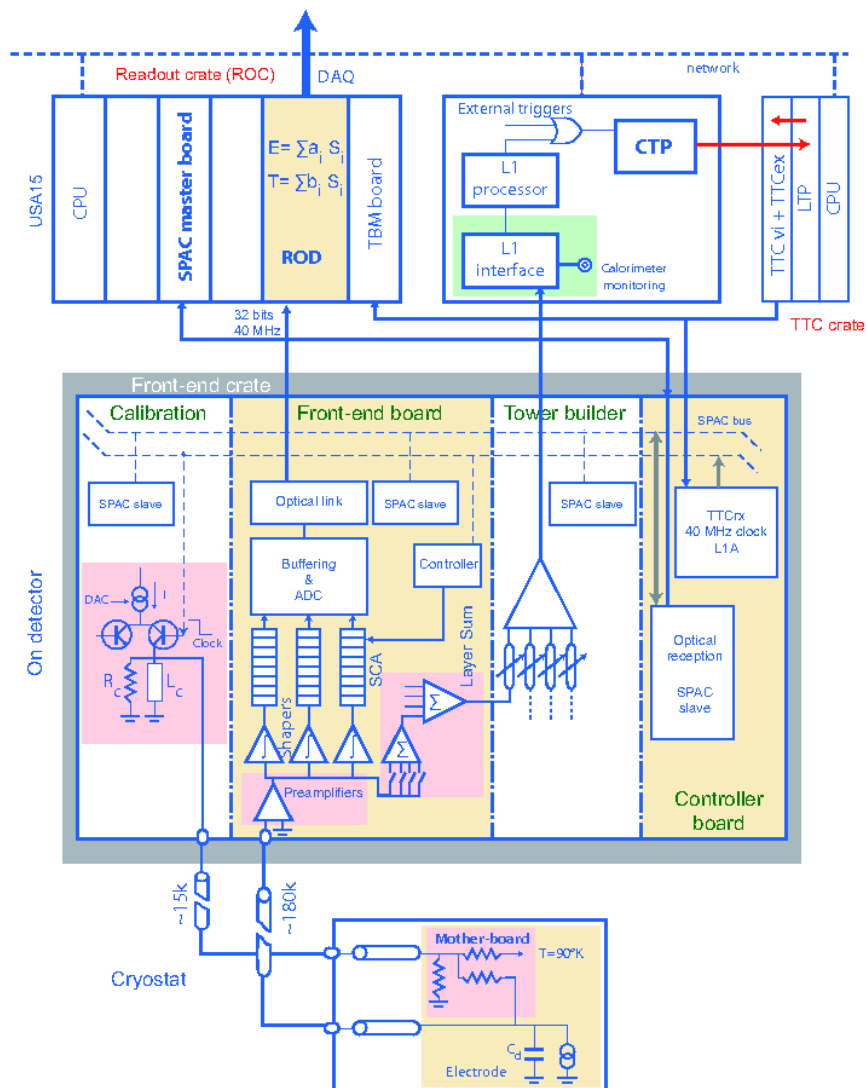 Readout crate (ROC)
DAQ
network
USA15
CPU
SPAC master board
E= ∑a_i S_i
T= ∑b_i S_i
ROD
TBM board
External triggers
CTP
L1
processor
L1
interface
Calorimeter
monitoring
TTC vi + TTCex
LTP
CPU
TTC crate
32 bits
40 MHz
Front-end crate
Calibration
Front-end board
Tower builder
SPAC bus
SPAC slave
Optical link
SPAC slave
SPAC slave
TTCrx
40 MHz clock
L1A
Buffering
&
ADC
Controller
On detector
DAC
I
Clock
R_c
L_c
SCA
Layer Sum
Σ
Σ
Shapers
Optical
reception
SPAC
slave
Preamplifiers
Controller
board
~15k
~180k
Mother-board
T=90°K
Cryostat
C_d
Electrode